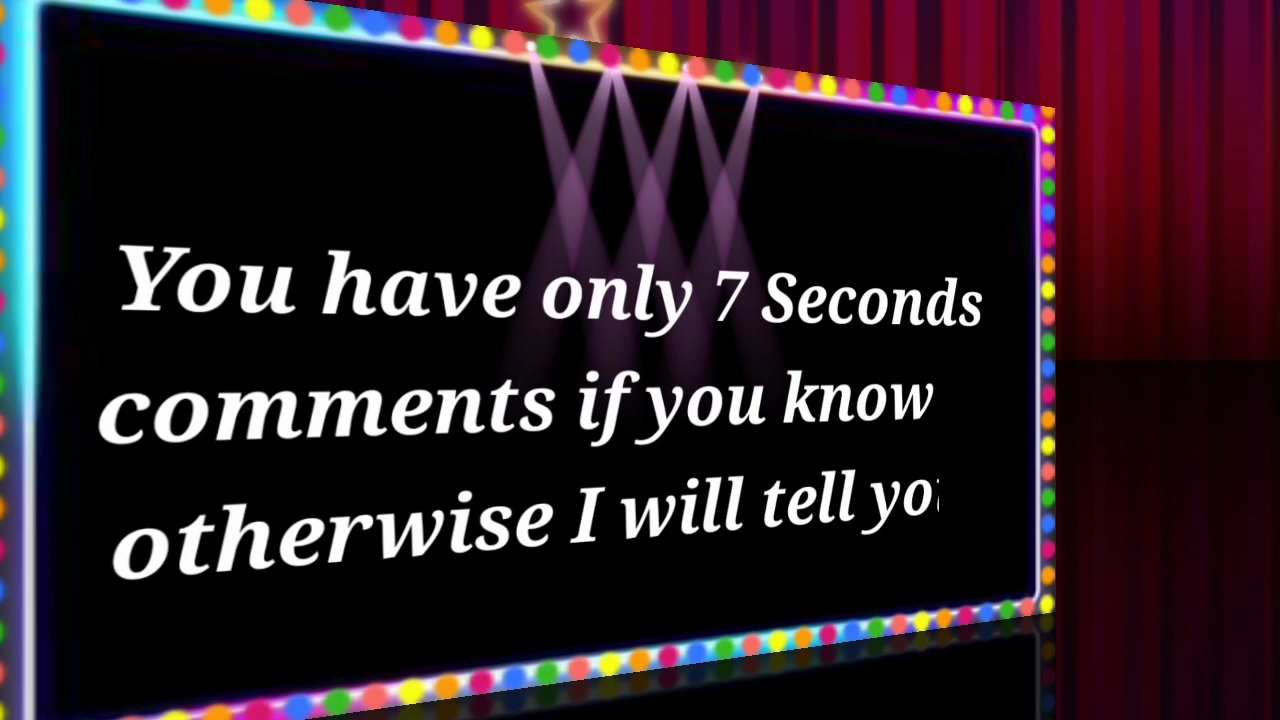 You have only 7 Seconds
comments if you know
otherwise I will tell